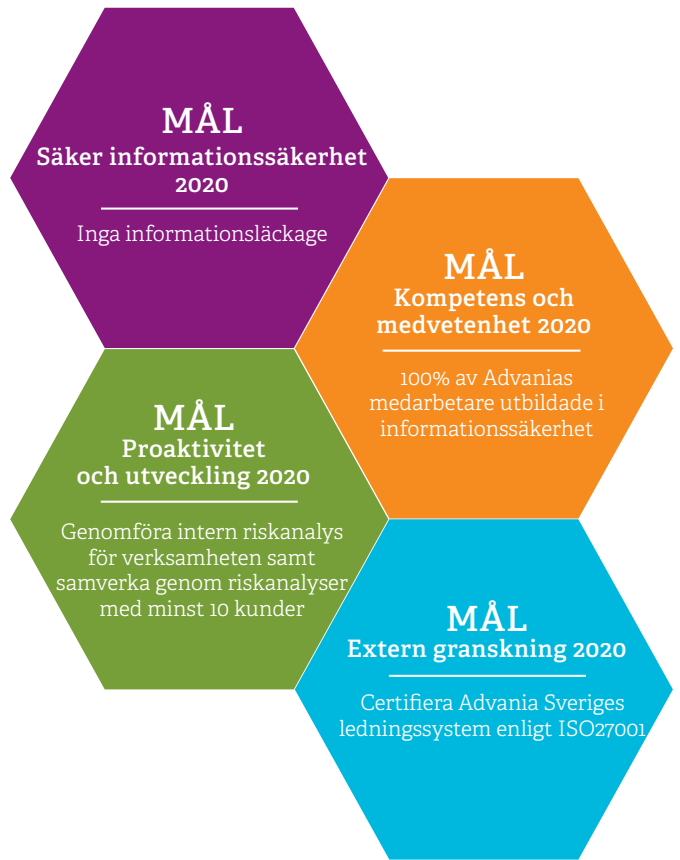 MÅL
Säker informationssäkerhet
2020
Inga informationsläckage
MÅL
Kompetens och
medvetenhet 2020
100% av Advanias
medarbetare utbildade i
informationssäkerhet
MÅL
Proaktivitet
och utveckling 2020
Genomföra intern riskanalys
för verksamheten samt
samverka genom riskanalyser
med minst 10 kunder
MÅL
Extern granskning 2020
Certifiera Advania Sveriges
ledningssystem enligt ISO27001